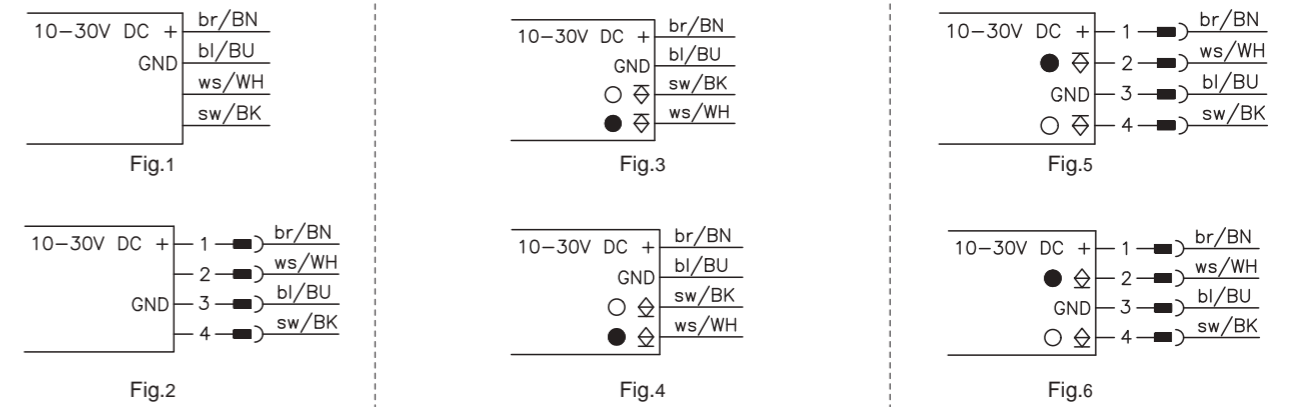 10–30V DC + br/BN
GND bl/BU
ws/WH
sw/BK
Fig.1
10–30V DC + 1 br/BN
2 ws/WH
GND 3 bl/BU
4 sw/BK
Fig.2
10–30V DC + br/BN
GND bl/BU
sw/BK
ws/WH
Fig.3
10–30V DC + br/BN
GND bl/BU
sw/BK
ws/WH
Fig.4
10–30V DC + 1 br/BN
2 ws/WH
GND 3 bl/BU
4 sw/BK
Fig.5
10–30V DC + 1 br/BN
2 ws/WH
GND 3 bl/BU
4 sw/BK
Fig.6